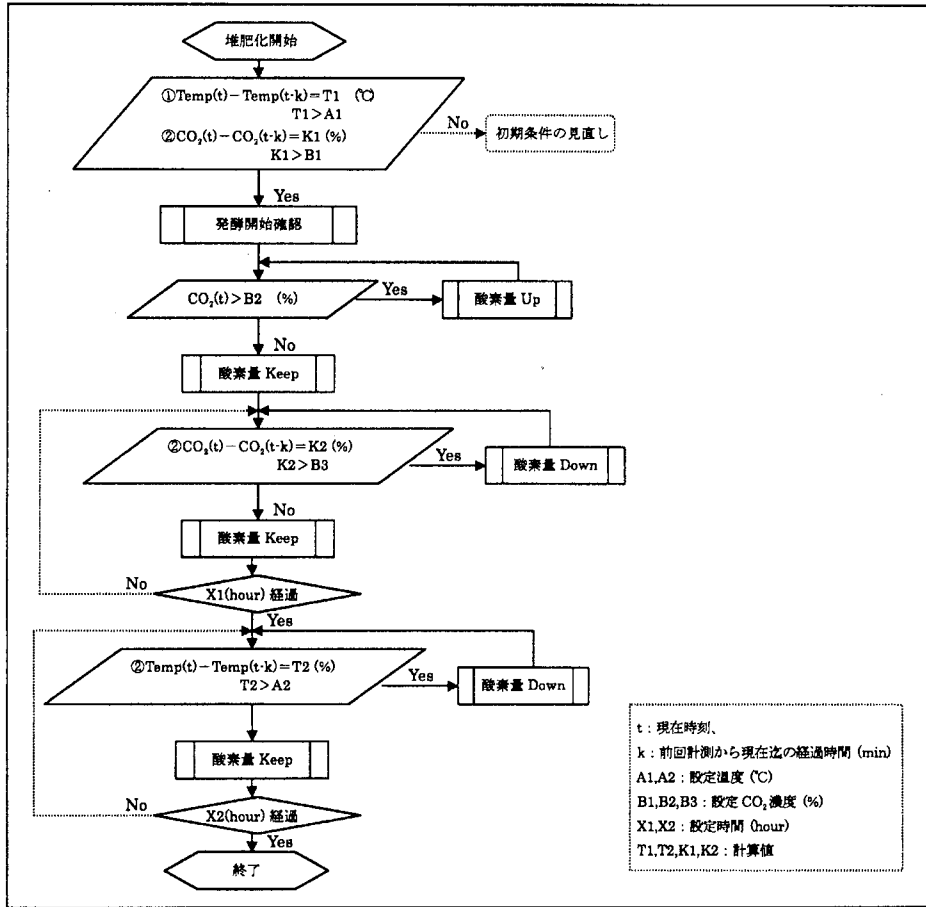 堆肥化開始
①Temp(t)－Temp(t-k)＝T1 (℃)
T1>A1
②CO₂(t)－CO₂(t-k)＝K1 (%)
K1>B1
No
初期条件の見直し
Yes
発酵開始確認
CO₂(t)>B2 (%)
Yes
酸素量 Up
No
酸素量 Keep
②CO₂(t)－CO₂(t-k)＝K2 (%)
K2>B3
Yes
酸素量 Down
No
酸素量 Keep
No
X1(hour) 経過
Yes
②Temp(t)－Temp(t-k)＝T2 (%)
T2>A2
Yes
酸素量 Down
酸素量 Keep
No
X2(hour) 経過
Yes
終了
t：現在時刻、
k：前回計測から現在迄の経過時間 (min)
A1,A2：設定温度 (℃)
B1,B2,B3：設定 CO₂ 濃度 (%)
X1,X2：設定時間 (hour)
T1,T2,K1,K2：計算値